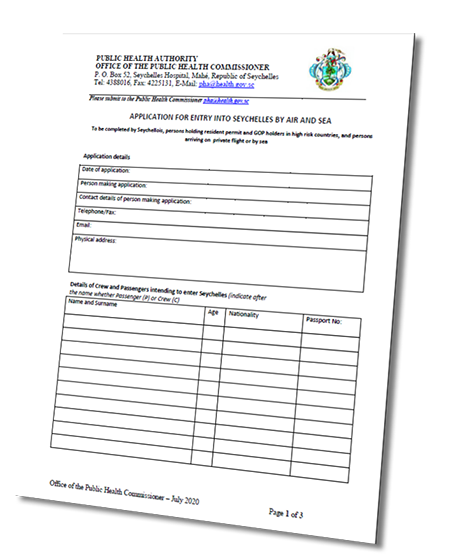 PUBLIC HEALTH AUTHORITY
OFFICE OF THE PUBLIC HEALTH COMMISSIONER
P. O. Box 52, Seychelles Hospital, Mahé, Republic of Seychelles
Tel: 4388016, Fax: 4225131, E-Mail: pha@health.gov.sc
Please submit to the Public Health Commissioner pha@health.gov.sc
APPLICATION FOR ENTRY INTO SEYCHELLES BY AIR AND SEA
To be completed by Seychellois, persons holding resident permit and GOP holders in high risk countries, and persons
arriving on private flight or by sea
Application details
Date of application:
Person making application:
Contact details of person making application:
Telephone/Fax:
Email:
Physical address:
Details of Crew and Passengers intending to enter Seychelles (indicate after
the name whether Passenger (P) or Crew (C)
Name and Surname Age Nationality Passport No:
Office of the Public Health Commissioner – July 2020
Page 1 of 3